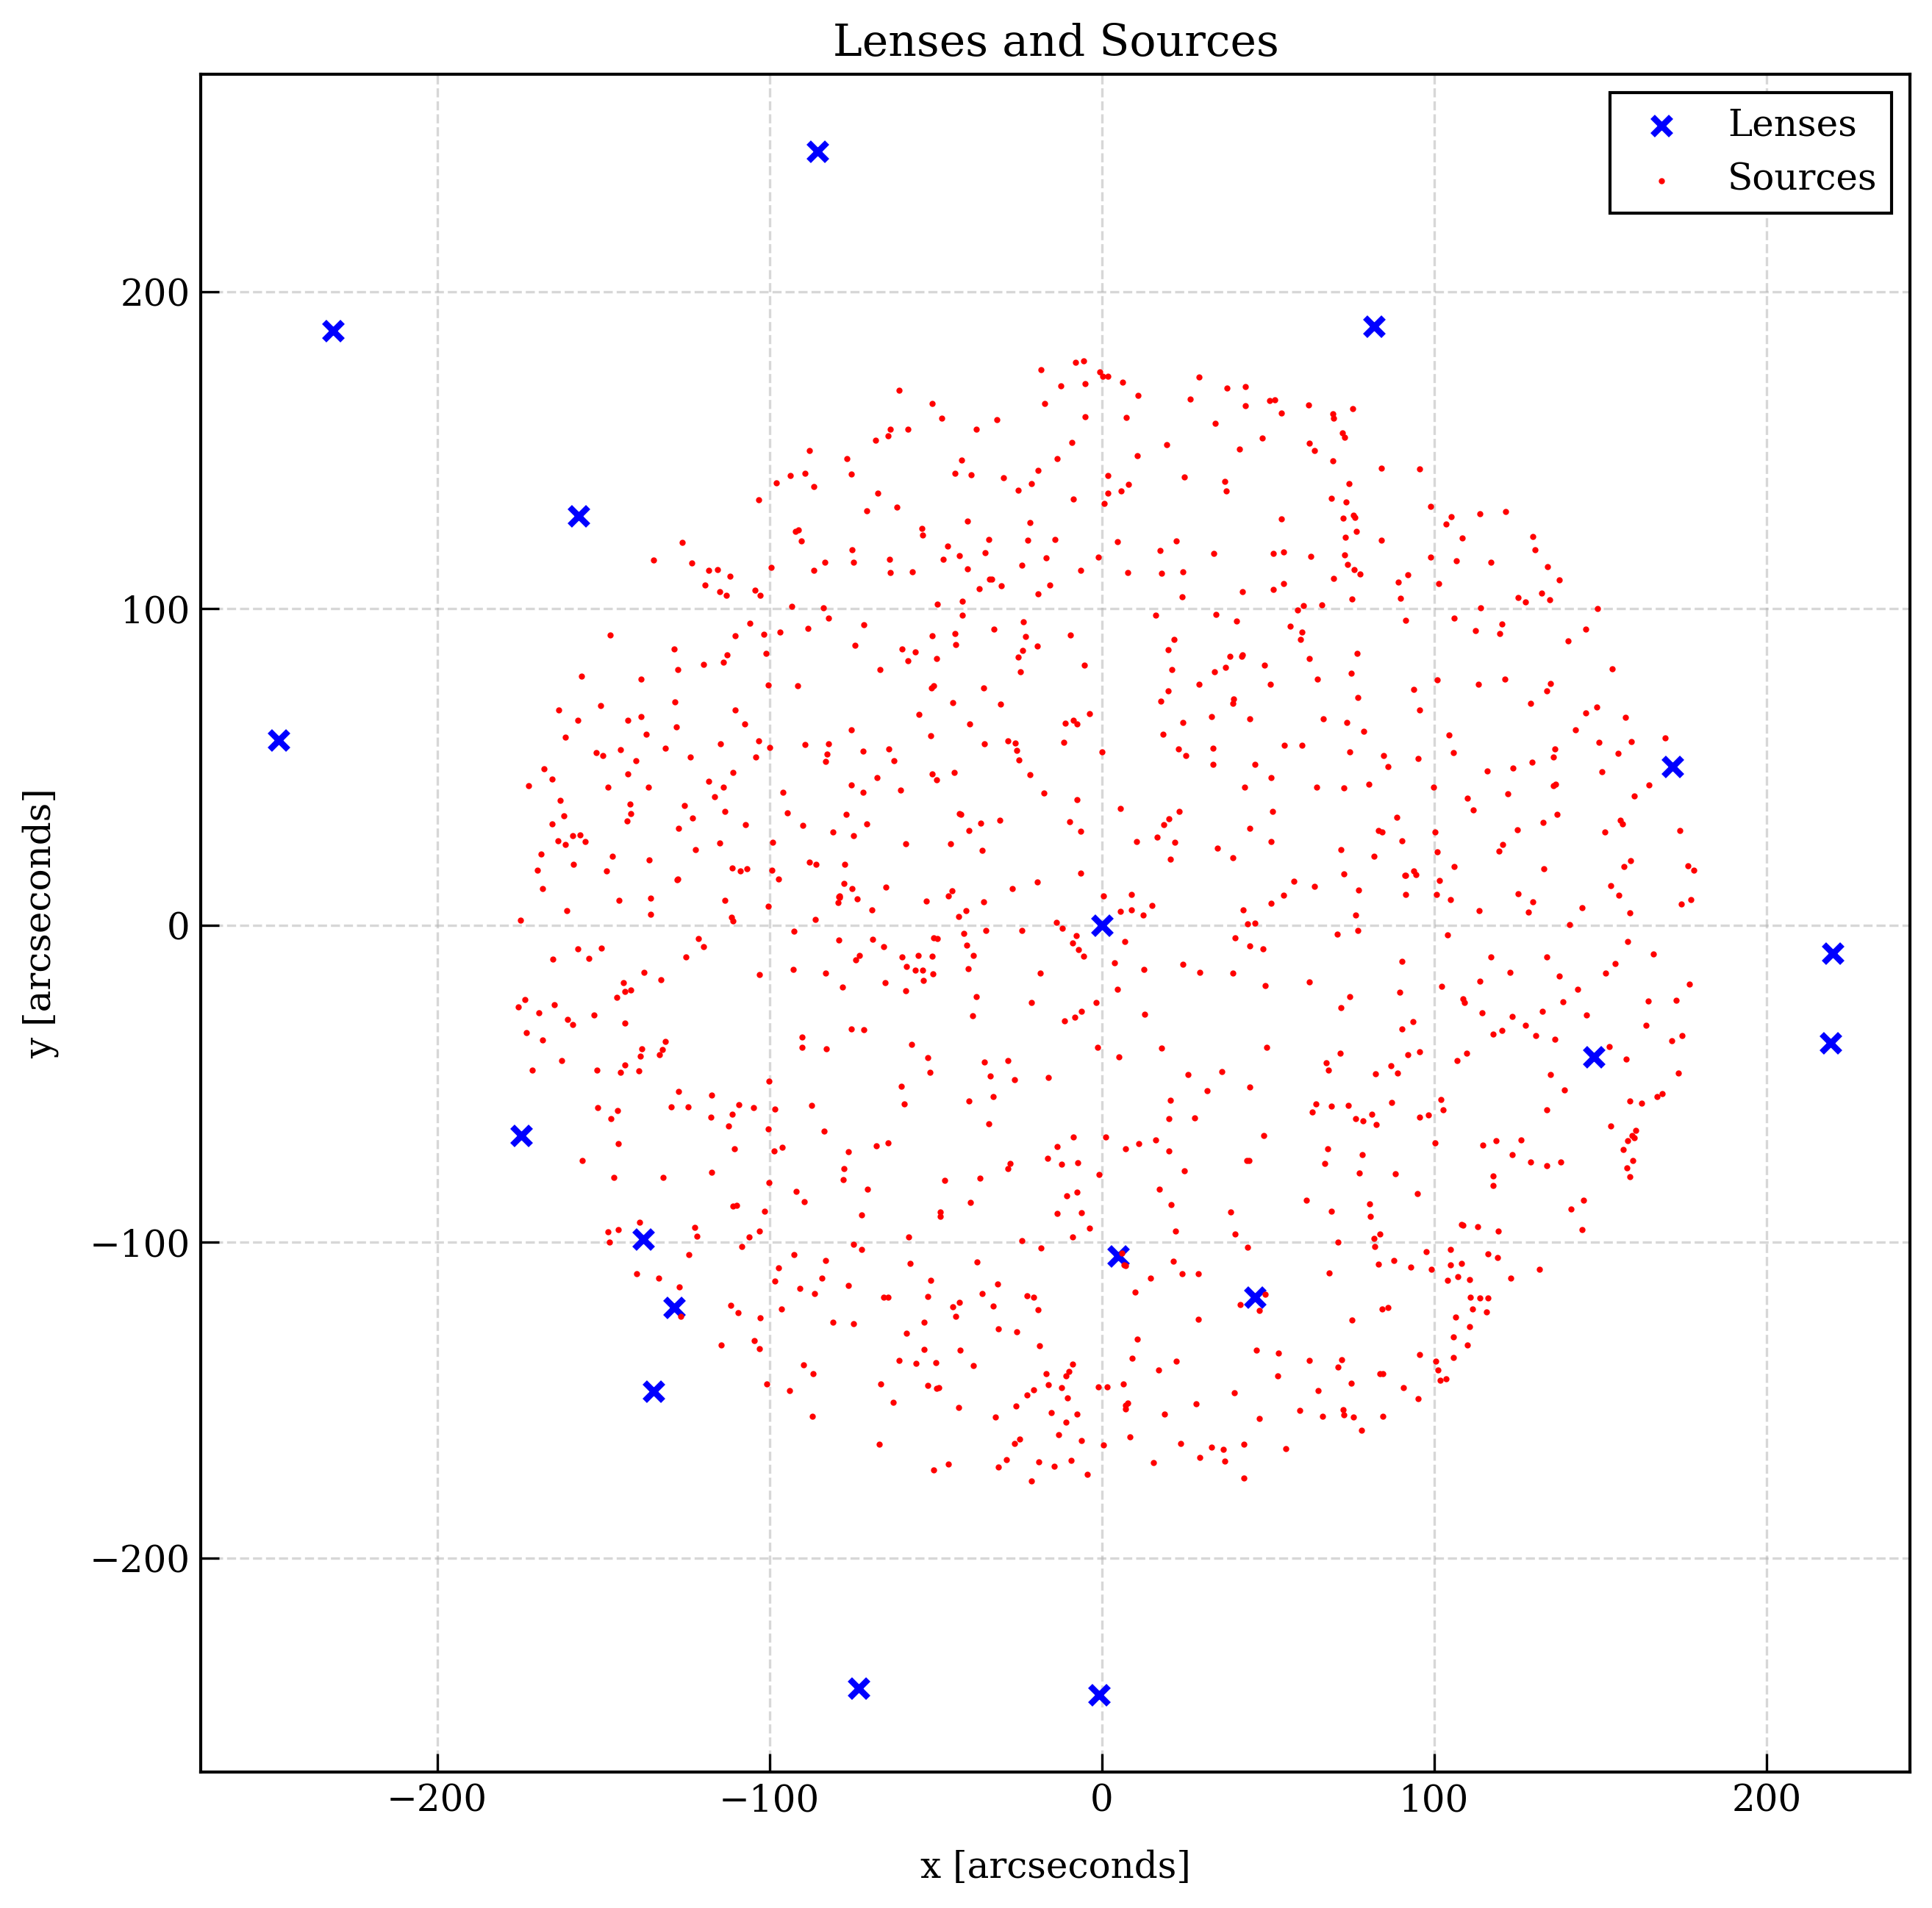 Lenses and Sources
Lenses
Sources
200
100
0
−100
−200
y [arcseconds]
−200
−100
0
100
200
x [arcseconds]